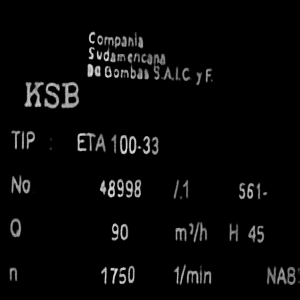 Compania
Sudamericana
De Bombas S.A.I.C. y F.
KSB
TIP : ETA 100-33
No 48998 /.1 561-
Q 90 m³/h H 45
n 1750 1/min NAB